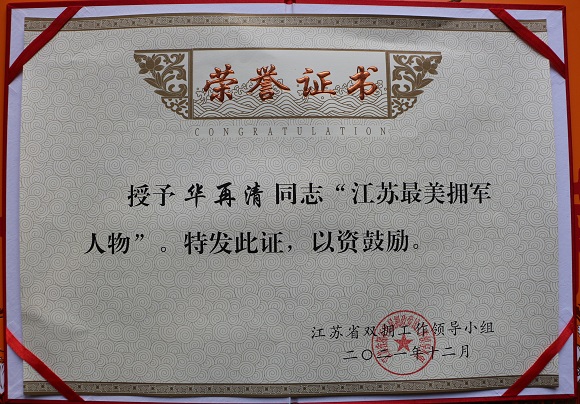 荣誉证书
CONGRATULATION
授予 华再清 同志“江苏最美拥军
人物”。特发此证，以资鼓励。
江苏省双拥工作领导小组
二〇二一年十二月